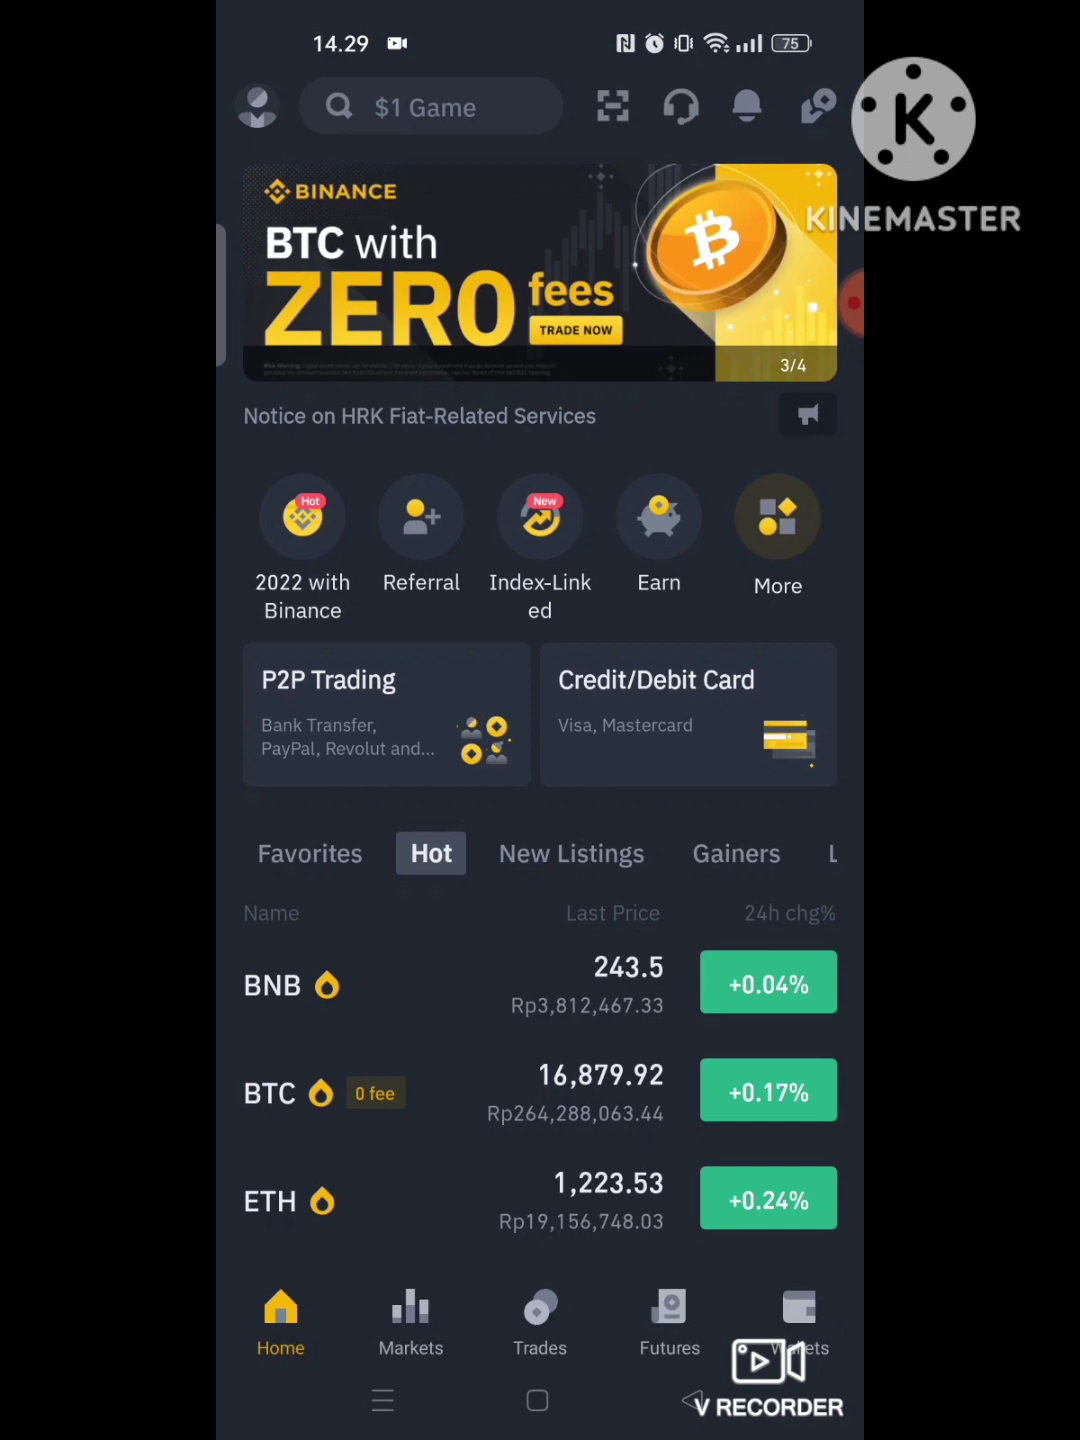 14.29
75
$1 Game
K
KINEMASTER
BINANCE
BTC with
ZERO fees
TRADE NOW
3/4
Notice on HRK Fiat-Related Services
Hot
New
2022 with
Binance
Referral
Index-Link
ed
Earn
More
P2P Trading
Bank Transfer,
PayPal, Revolut and...
Credit/Debit Card
Visa, Mastercard
Favorites Hot New Listings Gainers L
Name Last Price 24h chg%
BNB 243.5 +0.04%
Rp3,812,467.33
BTC 0 fee 16,879.92 +0.17%
Rp264,288,063.44
ETH 1,223.53 +0.24%
Rp19,156,748.03
Home Markets Trades Futures
V RECORDER